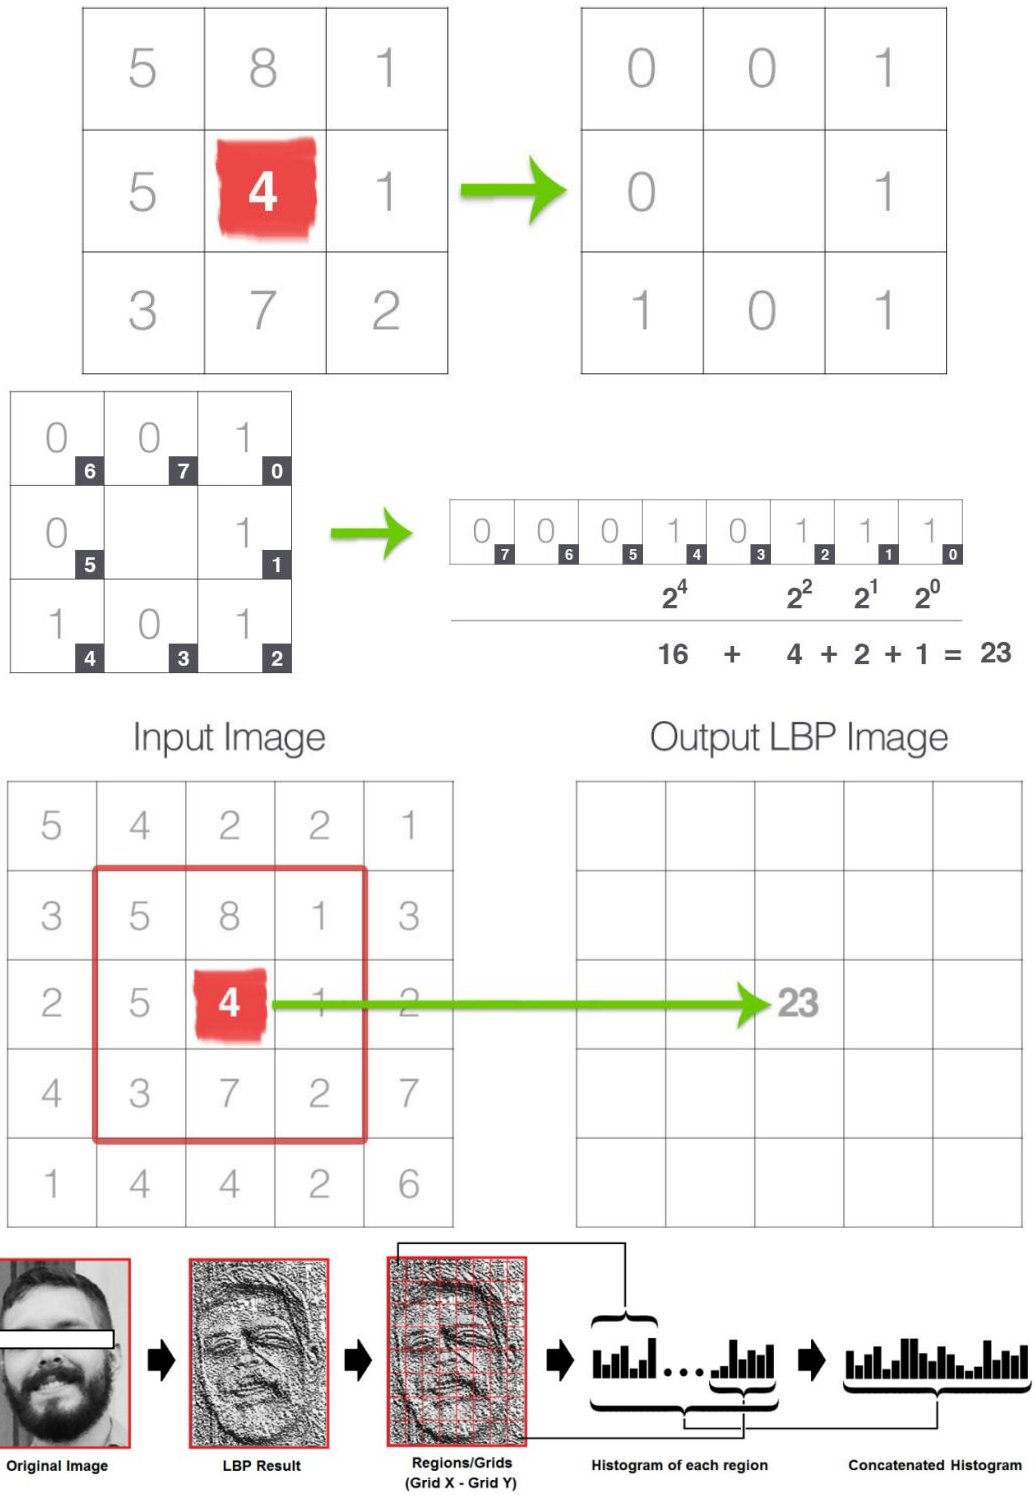 5 8 1 0 0 1
5 4 1 0 1
3 7 2 1 0 1
0 6 0 7 1 0
0 5 1 1
1 4 0 3 1 2
0 7 0 6 0 5 1 4 0 3 1 2 1 1 1 0
2^4 2^2 2^1 2^0
16 + 4 + 2 + 1 = 23
Input Image
Output LBP Image
5 4 2 2 1
3 5 8 1 3
2 5 4 1 2
23
4 3 7 2 7
1 4 4 2 6
Original Image
LBP Result
Regions/Grids
(Grid X - Grid Y)
Histogram of each region
Concatenated Histogram